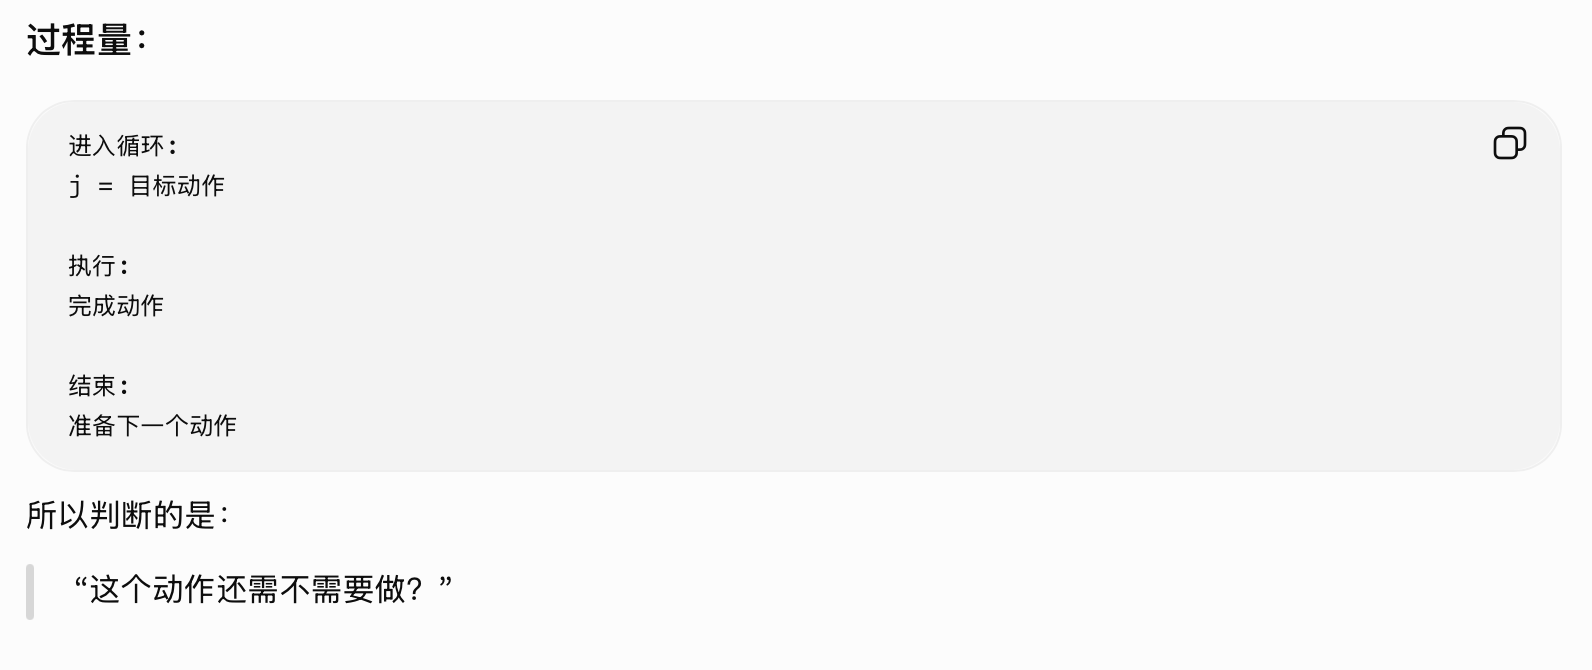 过程量：
进入循环：
j = 目标动作
执行：
完成动作
结束：
准备下一个动作
所以判断的是：
“这个动作还需不需要做？”